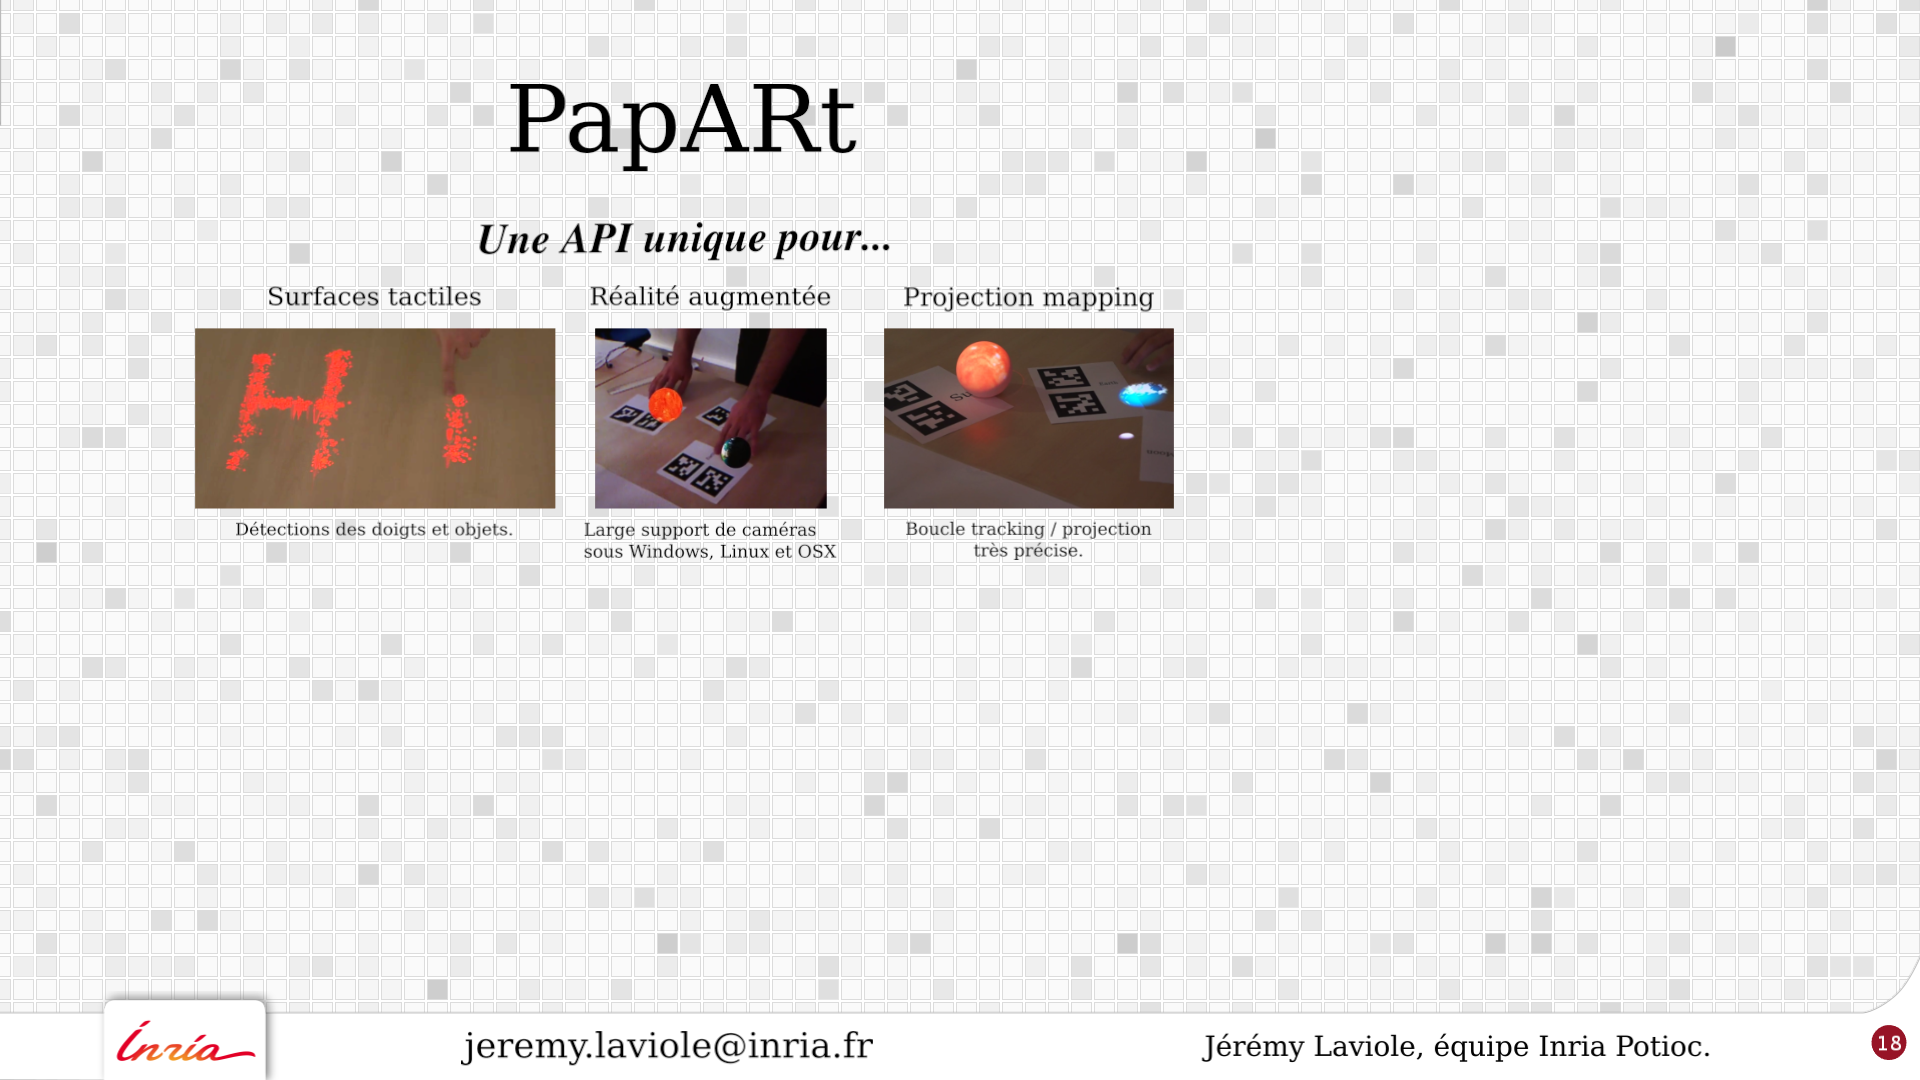 PapARt
Une API unique pour...
Surfaces tactiles
Réalité augmentée
Projection mapping
Hi
Su
Détections des doigts et objets.
Large support de caméras
sous Windows, Linux et OSX
Boucle tracking / projection
très précise.
Inria
jeremy.laviole@inria.fr
Jérémy Laviole, équipe Inria Potioc.
18